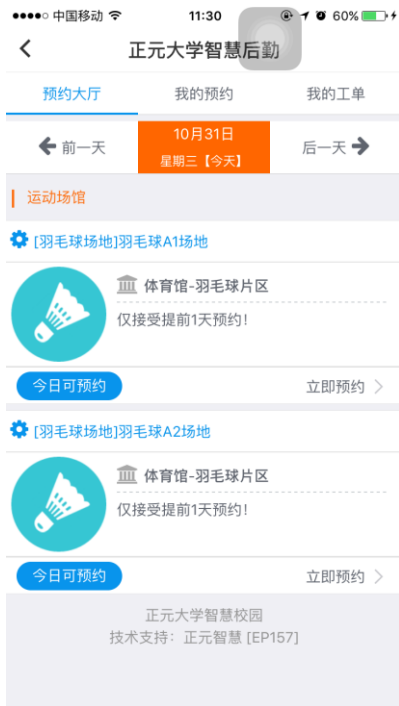 中国移动 11:30 60%
正元大学智慧后勤
预约大厅 我的预约 我的工单
前一天 10月31日 后一天
星期三【今天】
运动场馆
[羽毛球场地]羽毛球A1场地
体育馆-羽毛球片区
仅接受提前1天预约!
今日可预约 立即预约
[羽毛球场地]羽毛球A2场地
体育馆-羽毛球片区
仅接受提前1天预约!
今日可预约 立即预约
正元大学智慧校园
技术支持：正元智慧 [EP157]